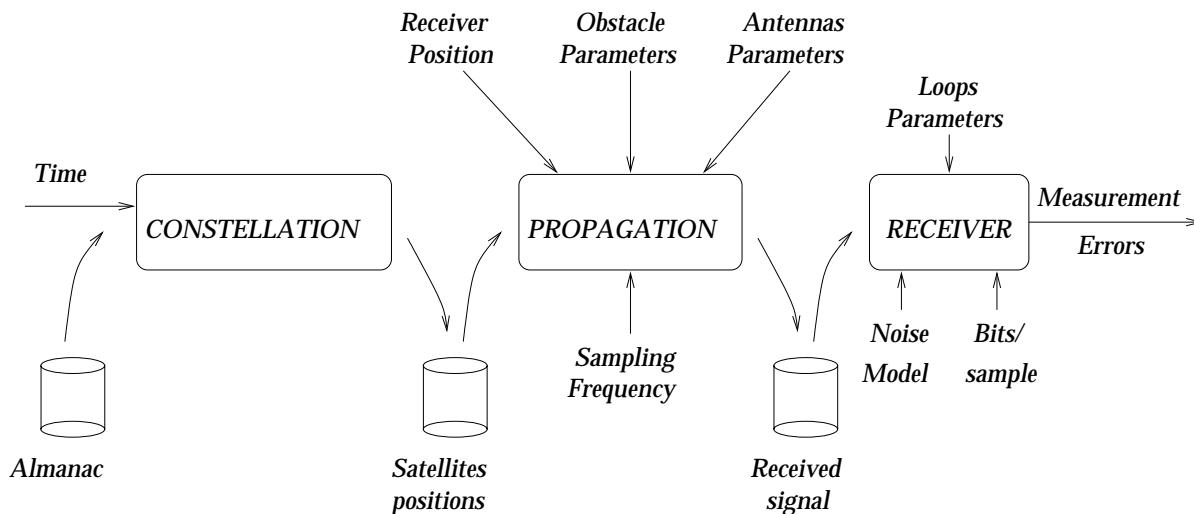 Receiver
Position
Obstacle
Parameters
Antennas
Parameters
Loops
Parameters
Time
CONSTELLATION
PROPAGATION
RECEIVER
Measurement
Errors
Noise
Model
Bits/
sample
Sampling
Frequency
Almanac
Satellites
positions
Received
signal